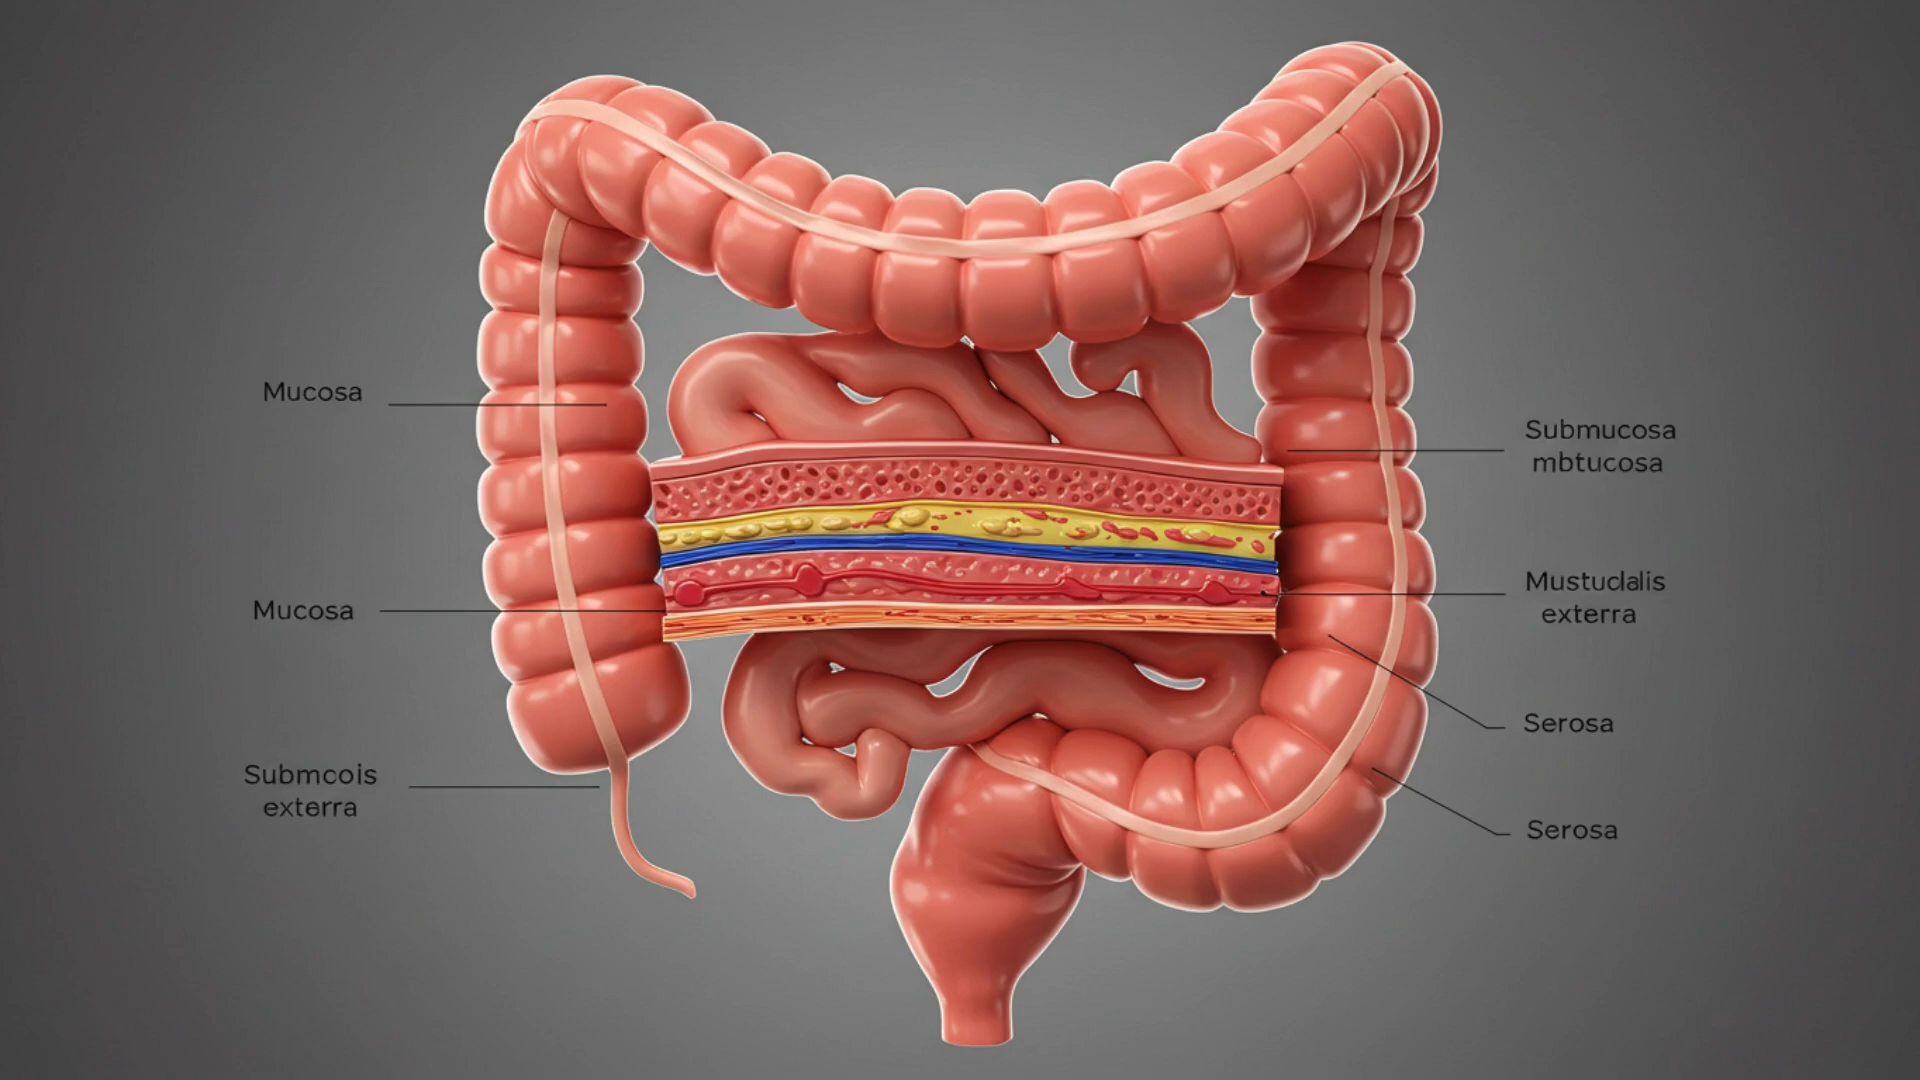 Mucosa
Submucosa
mbtucosa
Mustuclalis
exterra
Mucosa
Serosa
Submcois
exterra
Serosa